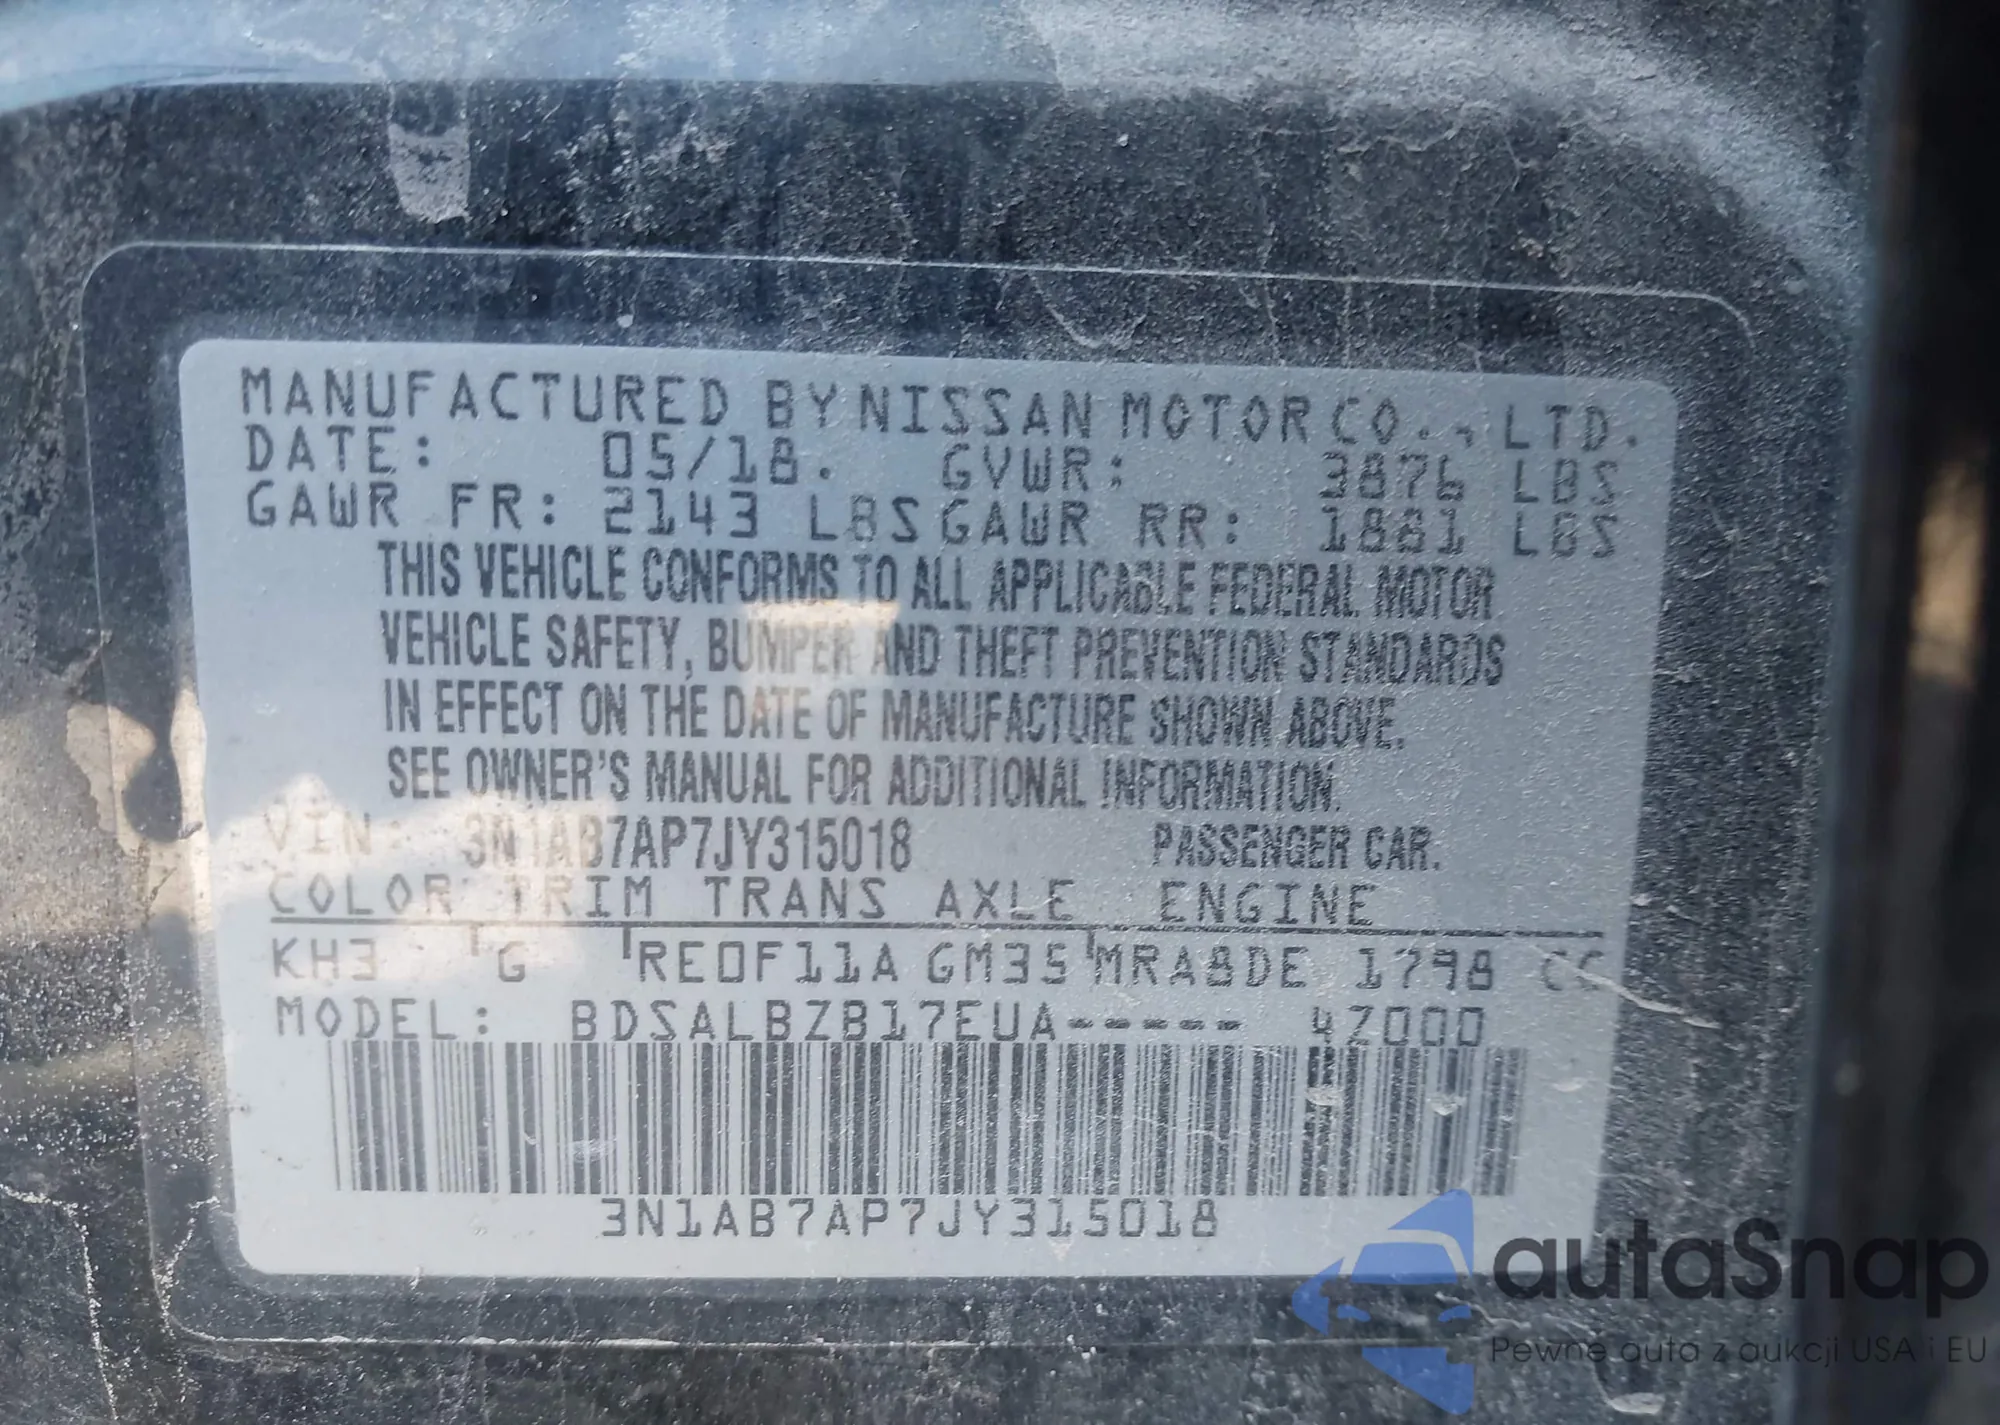 MANUFACTURED BY NISSAN MOTOR CO., LTD.
DATE: 05/18. GVWR: 3876 LBS
GAWR FR: 2143 LBS GAWR RR: 1881 LBS
THIS VEHICLE CONFORMS TO ALL APPLICABLE FEDERAL MOTOR
VEHICLE SAFETY, BUMPER AND THEFT PREVENTION STANDARDS
IN EFFECT ON THE DATE OF MANUFACTURE SHOWN ABOVE.
SEE OWNER'S MANUAL FOR ADDITIONAL INFORMATION.
VIN: 3N1AB7AP7JY315018 PASSENGER CAR.
COLOR TRIM TRANS AXLE ENGINE
KH3 G RE0F11A GM35 MRA8DE 1798 CC
MODEL: BDSALBZB17EUA----- 47000
3N1AB7AP7JY315018
autaSnap
Pewne auta z aukcji USA i EU